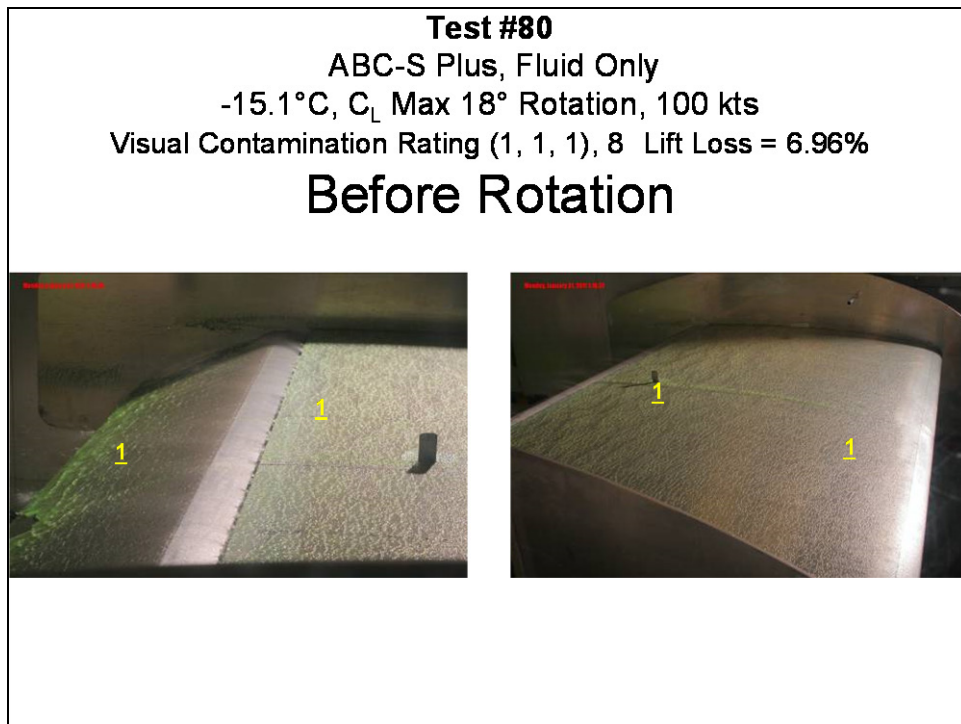 Test #80
ABC-S Plus, Fluid Only
-15.1°C, CL Max 18° Rotation, 100 kts
Visual Contamination Rating (1, 1, 1), 8 Lift Loss = 6.96%
Before Rotation
1
1
1
1